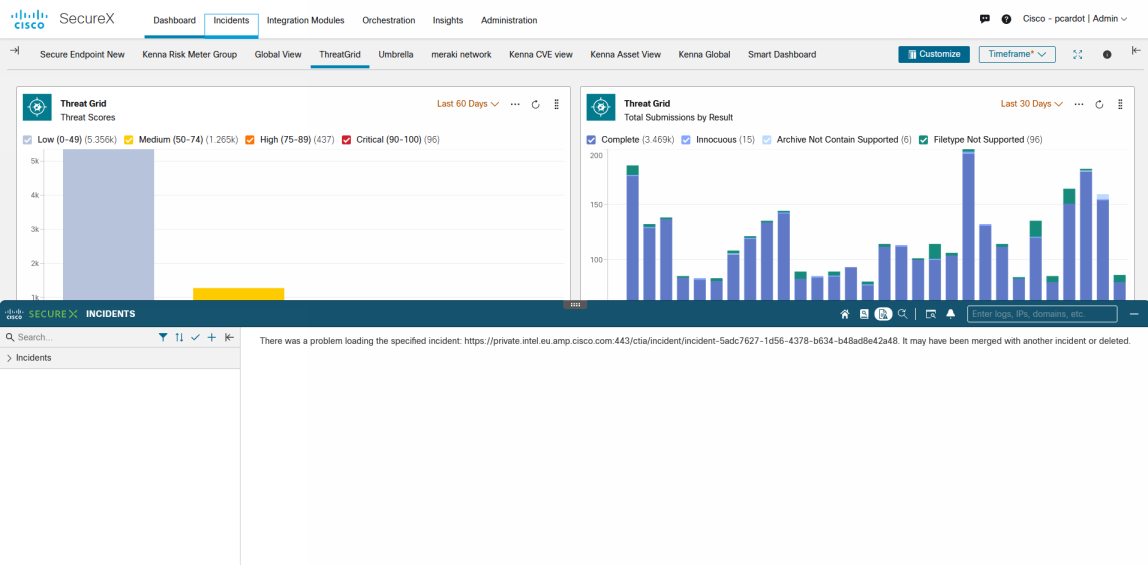 CISCO SecureX Dashboard Incidents Integration Modules Orchestration Insights Administration Cisco - pcardot | Admin
Secure Endpoint New Kenna Risk Meter Group Global View ThreatGrid Umbrella meraki network Kenna CVE view Kenna Asset View Kenna Global Smart Dashboard Customize Timeframe*
Threat Grid Last 60 Days
Threat Scores
Low (0-49) (5.356k) Medium (50-74) (1.265k) High (75-89) (437) Critical (90-100) (96)
5k
4k
3k
2k
1k
Threat Grid Last 30 Days
Total Submissions by Result
Complete (3.469k) Innocuous (15) Archive Not Contain Supported (6) Filetype Not Supported (96)
200
150
100
CISCO SECUREX INCIDENTS Enter logs, IPs, domains, etc.
Search...
Incidents
There was a problem loading the specified incident: https://private.intel.eu.amp.cisco.com:443/ctia/incident/incident-5adc7627-1d56-4378-b634-b48ad8e42a48. It may have been merged with another incident or deleted.